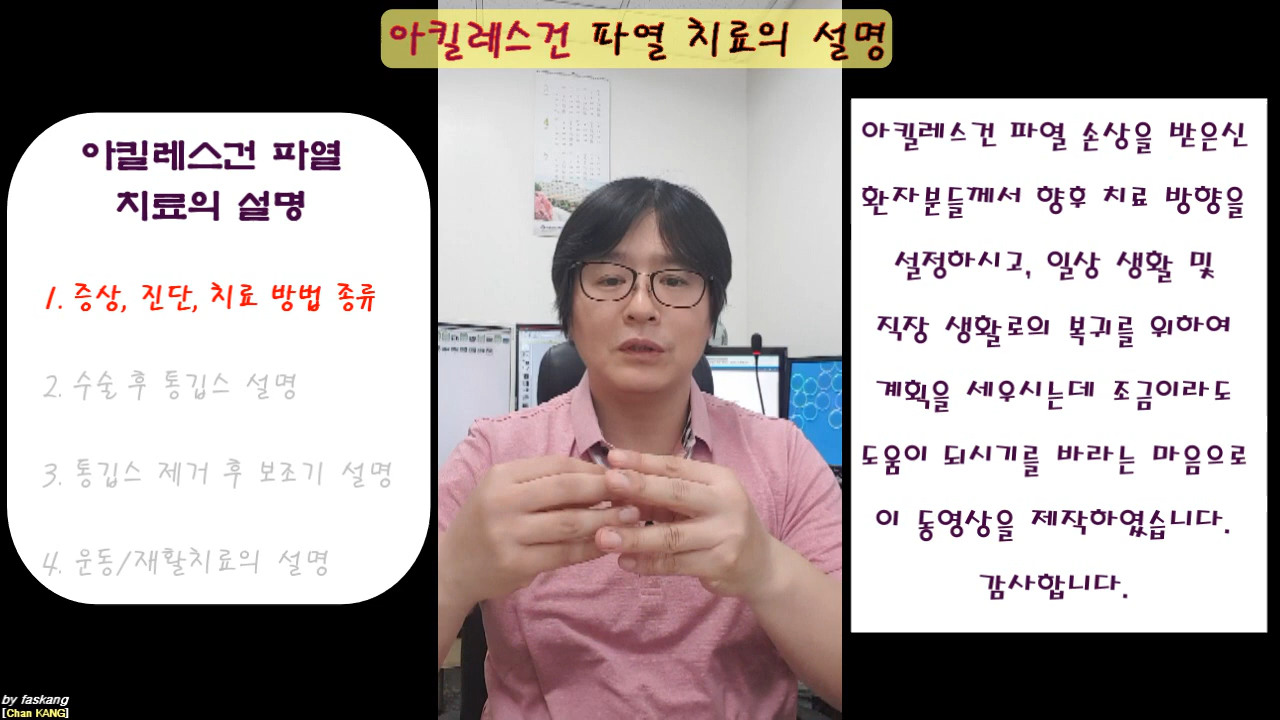 아킬레스건 파열 치료의 설명
아킬레스건 파열
치료의 설명
1. 증상, 진단, 치료 방법 종류
2. 수술 후 통깁스 설명
3. 통깁스 제거 후 보조기 설명
4. 운동/재활치료의 설명
아킬레스건 파열 손상을 받은신
환자분들께서 향후 치료 방향을
설정하시고, 일상 생활 및
직장 생활로의 복귀를 위하여
계획을 세우시는데 조금이라도
도움이 되시기를 바라는 마음으로
이 동영상을 제작하였습니다.
감사합니다.
by faskang
[Chan KANG]